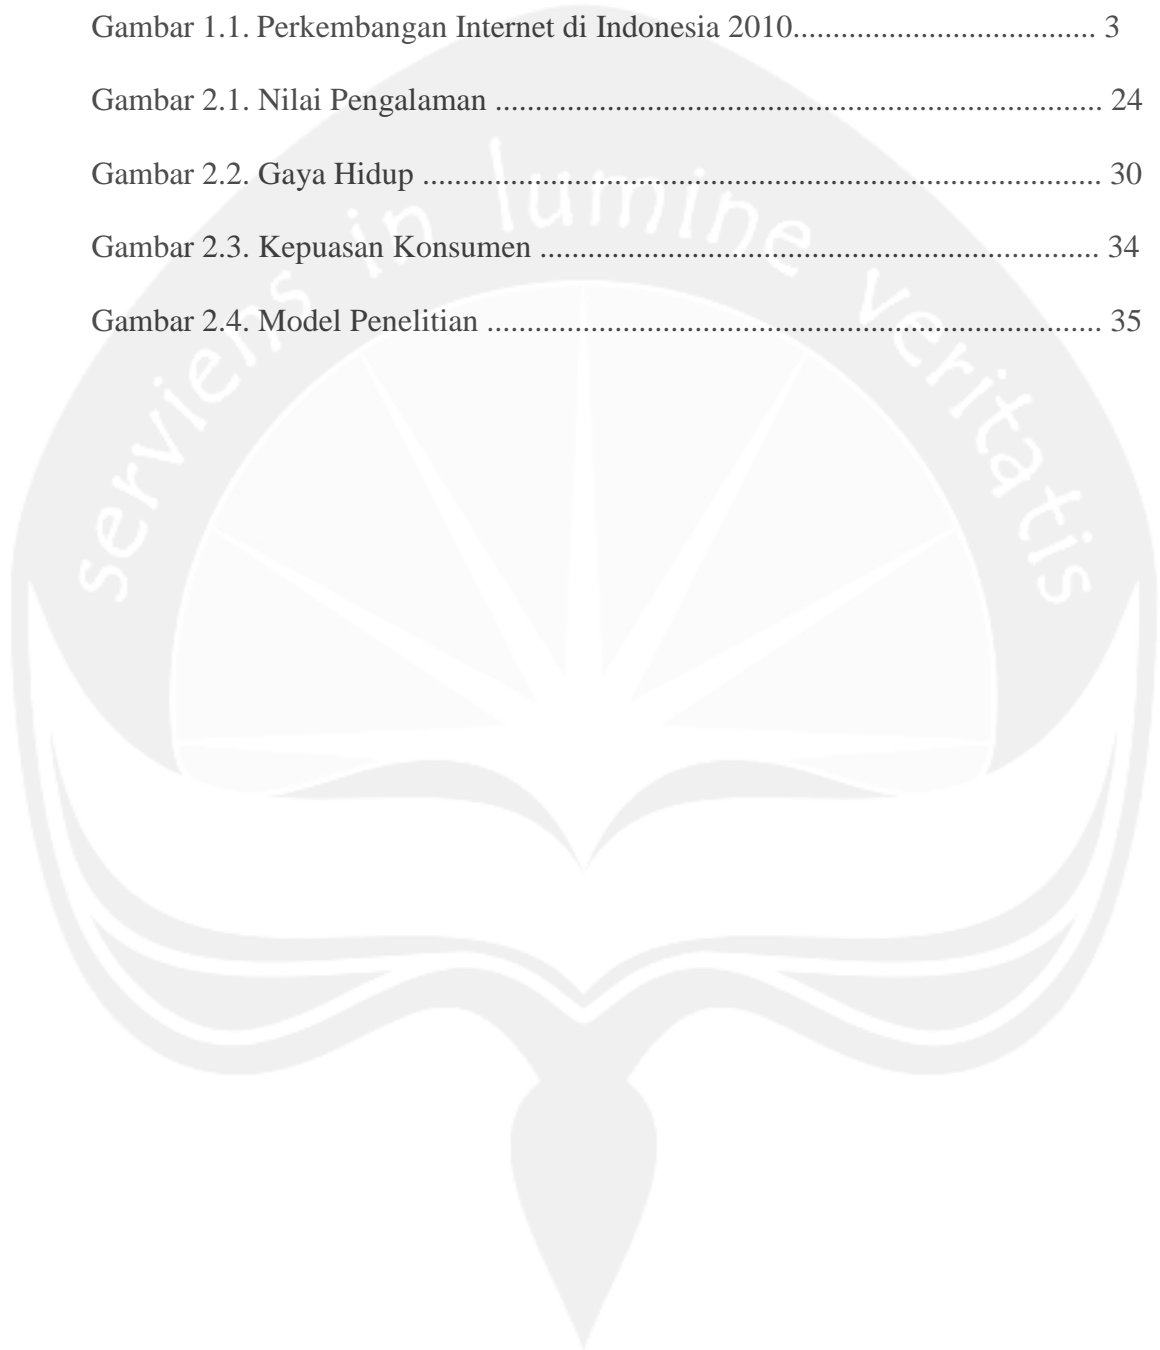 Gambar 1.1. Perkembangan Internet di Indonesia 2010...................................... 3
Gambar 2.1. Nilai Pengalaman ............................................................................ 24
Gambar 2.2. Gaya Hidup ..................................................................................... 30
Gambar 2.3. Kepuasan Konsumen ...................................................................... 34
Gambar 2.4. Model Penelitian ............................................................................. 35
serviens in lumine veritatis